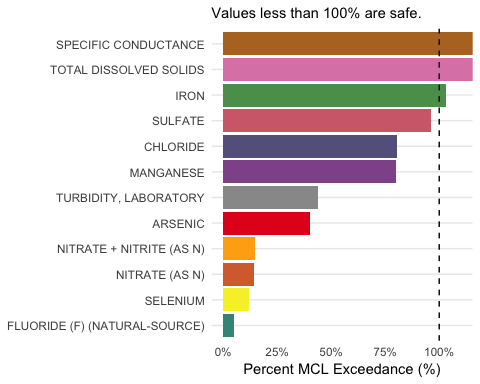 Values less than 100% are safe.
SPECIFIC CONDUCTANCE
TOTAL DISSOLVED SOLIDS
IRON
SULFATE
CHLORIDE
MANGANESE
TURBIDITY, LABORATORY
ARSENIC
NITRATE + NITRITE (AS N)
NITRATE (AS N)
SELENIUM
FLUORIDE (F) (NATURAL-SOURCE)
0% 25% 50% 75% 100%
Percent MCL Exceedance (%)